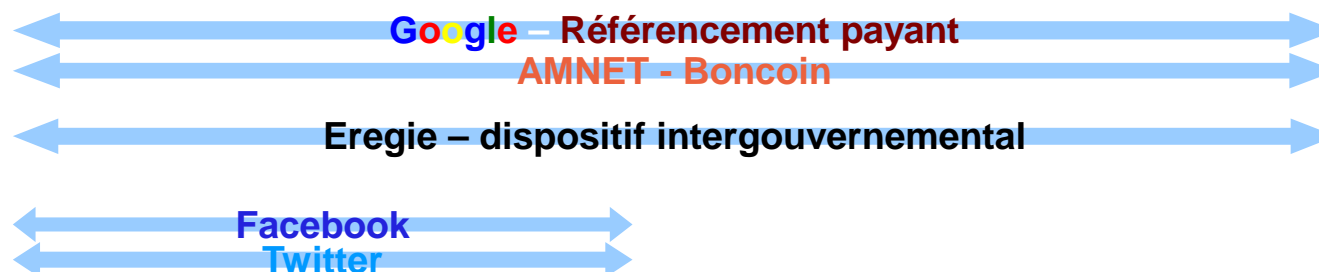 Google – Référencement payant
AMNET - Boncoin
Eregie – dispositif intergouvernemental
Facebook
Twitter